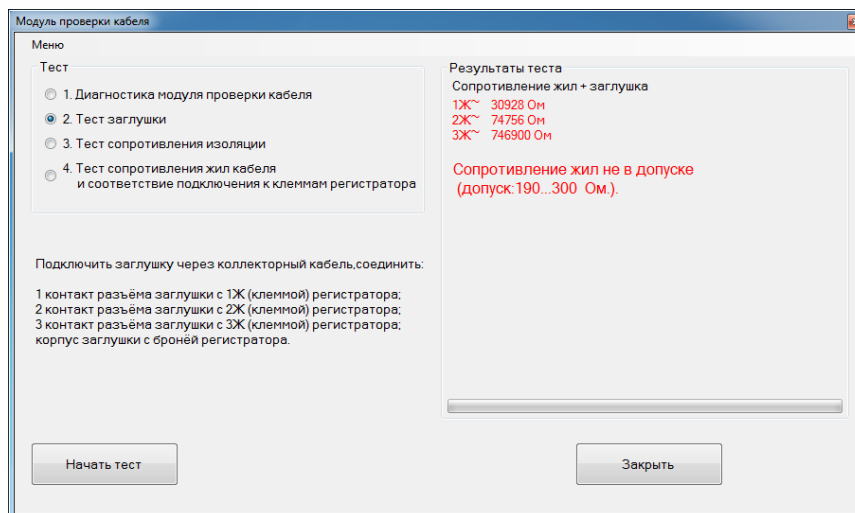 Модуль проверки кабеля
Меню
Тест
1. Диагностика модуля проверки кабеля
2. Тест заглушки
3. Тест сопротивления изоляции
4. Тест сопротивления жил кабеля
и соответствие подключения к клеммам регистратора
Подключить заглушку через коллекторный кабель,соединить:
1 контакт разъёма заглушки с 1Ж (клеммой) регистратора;
2 контакт разъёма заглушки с 2Ж (клеммой) регистратора;
3 контакт разъёма заглушки с 3Ж (клеммой) регистратора;
корпус заглушки с бронёй регистратора.
Начать тест
Результаты теста
Сопротивление жил + заглушка
1Ж~ 30928 Ом
2Ж~ 74756 Ом
3Ж~ 746900 Ом
Сопротивление жил не в допуске
(допуск:190...300 Ом.).
Закрыть